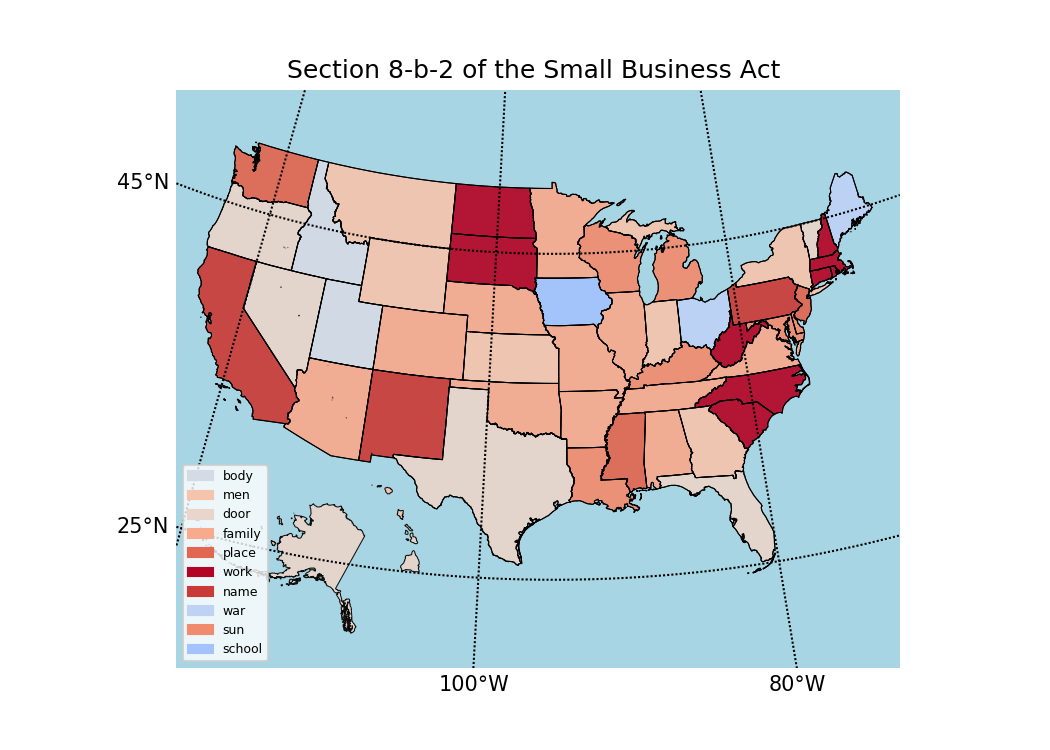 Section 8-b-2 of the Small Business Act
45°N
25°N
body
men
door
family
place
work
name
war
sun
school
100°W
80°W